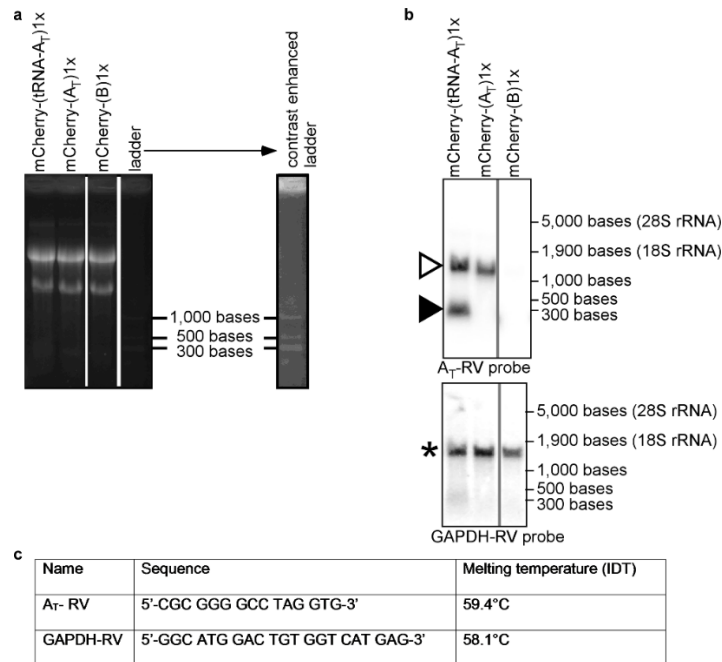 a
mCherry-(tRNA-A_T)1x
mCherry-(A_T)1x
mCherry-(B)1x
ladder
contrast enhanced
ladder
1,000 bases
500 bases
300 bases
b
mCherry-(tRNA-A_T)1x
mCherry-(A_T)1x
mCherry-(B)1x
5,000 bases (28S rRNA)
1,900 bases (18S rRNA)
1,000 bases
500 bases
300 bases
A_T-RV probe
*
5,000 bases (28S rRNA)
1,900 bases (18S rRNA)
1,000 bases
500 bases
300 bases
GAPDH-RV probe
c
Name Sequence Melting temperature (IDT)
A_T- RV 5'-CGC GGG GCC TAG GTG-3' 59.4°C
GAPDH-RV 5'-GGC ATG GAC TGT GGT CAT GAG-3' 58.1°C